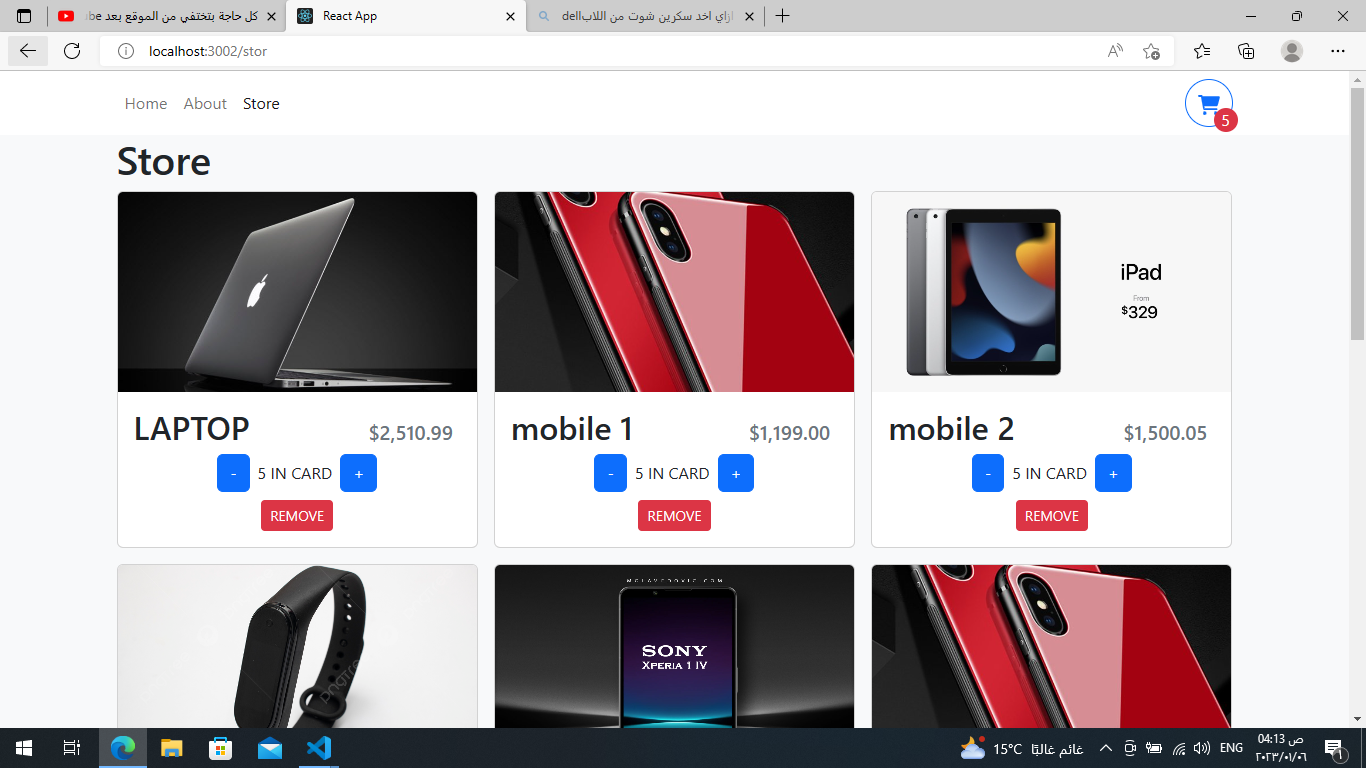 كل حاجة بتختفي من الموقع بعد
React App
ازاي اخد سكرين شوت من اللاب dell
localhost:3002/stor
Home About Store
5
Store
iPad
From
$329
LAPTOP $2,510.99
- 5 IN CARD +
REMOVE
mobile 1 $1,199.00
- 5 IN CARD +
REMOVE
mobile 2 $1,500.05
- 5 IN CARD +
REMOVE
SONY
XPERIA 1 IV
15°C غائم غالبًا
ENG
04:13 ص
٢٠٢٣/٠١/٠٦
1